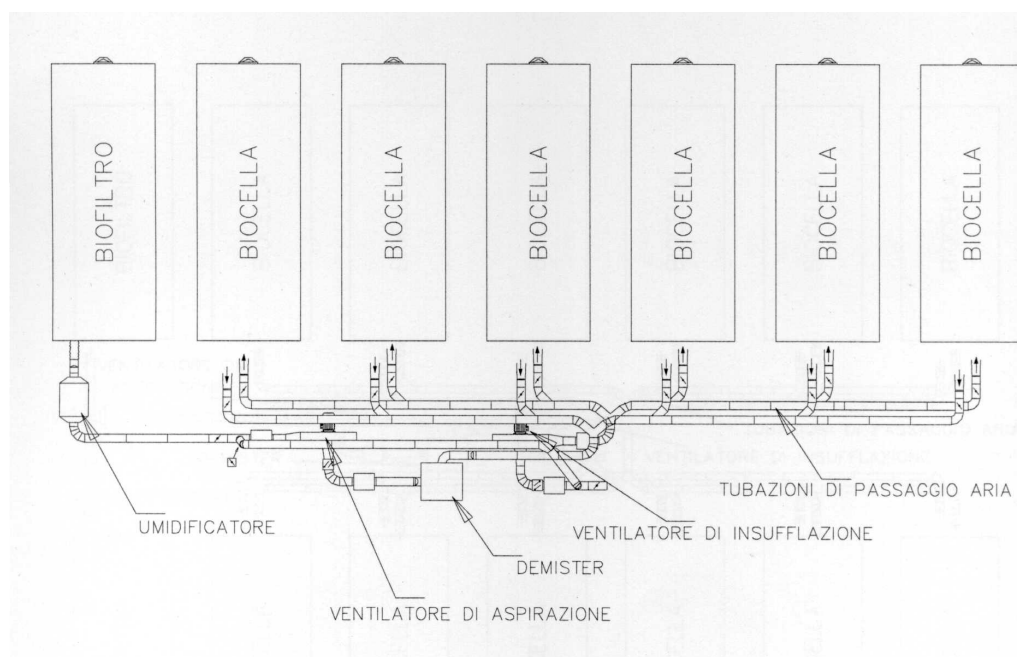 BIOFILTRO
BIOCELLA
BIOCELLA
BIOCELLA
BIOCELLA
BIOCELLA
BIOCELLA
TUBAZIONI DI PASSAGGIO ARIA
UMIDIFICATORE
VENTILATORE DI INSUFFLAZIONE
DEMISTER
VENTILATORE DI ASPIRAZIONE